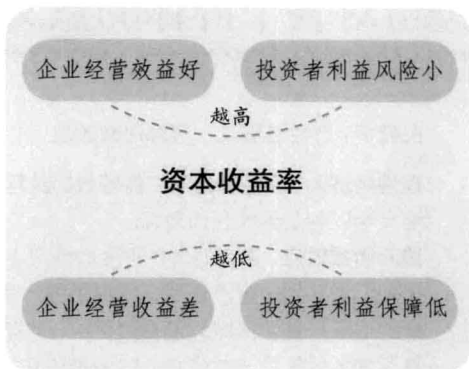 企业经营效益好 投资者利益风险小
越高
资本收益率
越低
企业经营收益差 投资者利益保障低